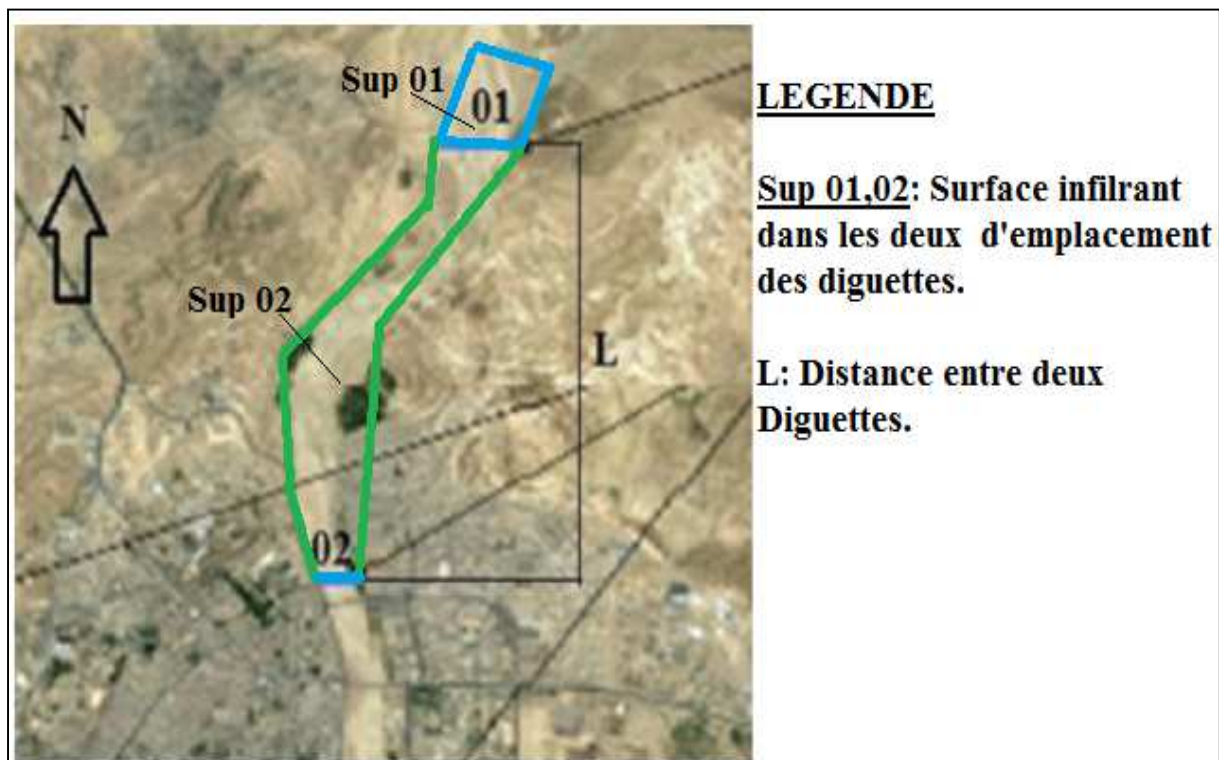 Sup 01
01
N
Sup 02
L
02
LEGENDE
Sup 01,02: Surface infilrant
dans les deux d'emplacement
des diguettes.
L: Distance entre deux
Diguettes.